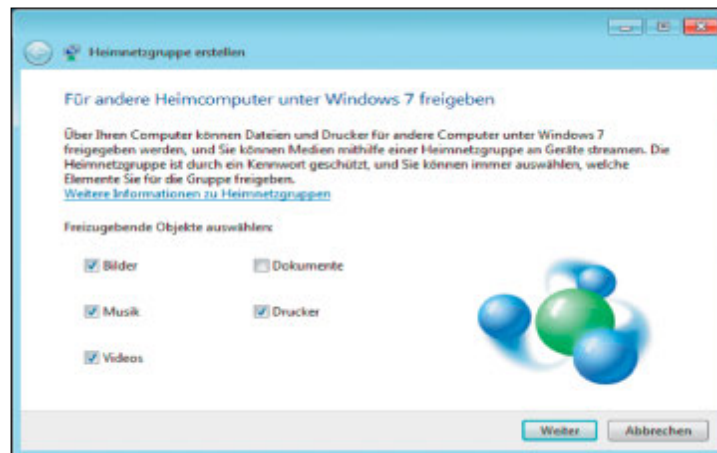 Heimnetzgruppe erstellen
Für andere Heimcomputer unter Windows 7 freigeben
Über Ihren Computer können Dateien und Drucker für andere Computer unter Windows 7
freigegeben werden, und Sie können Medien mithilfe einer Heimnetzgruppe an Geräte streamen. Die
Heimnetzgruppe ist durch ein Kennwort geschützt, und Sie können immer auswählen, welche
Elemente Sie für die Gruppe freigeben.
Weitere Informationen zu Heimnetzgruppen
Freizugebende Objekte auswählen:
Bilder Dokumente
Musik Drucker
Videos
Weiter Abbrechen